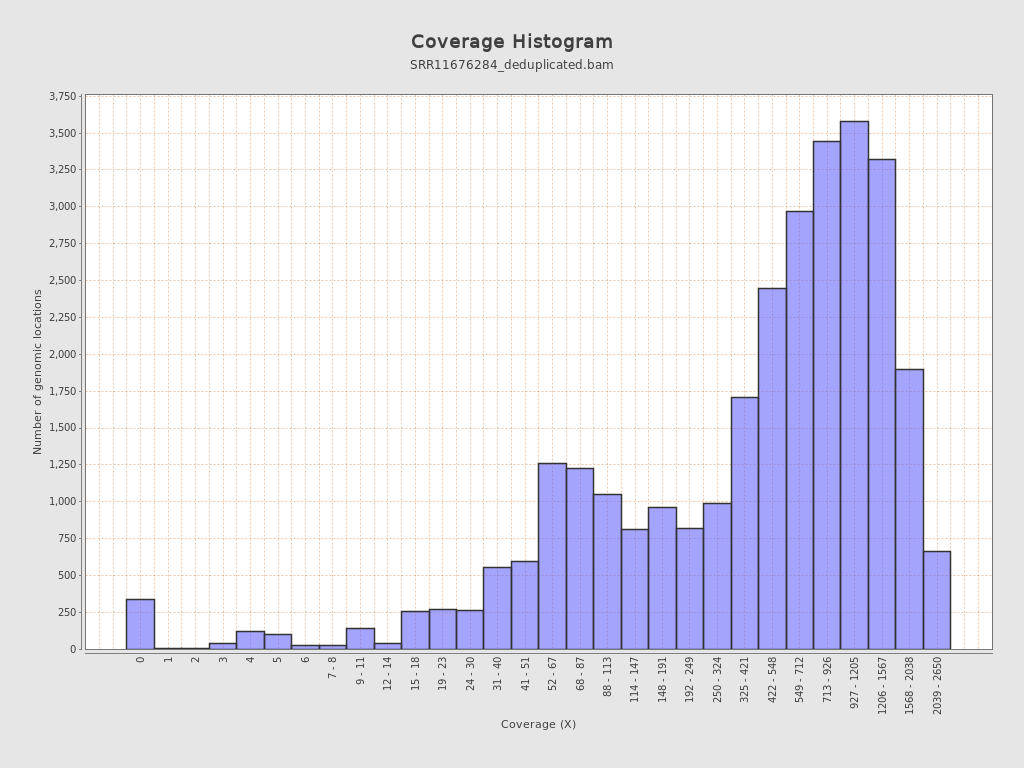 Coverage Histogram
SRR11676284_deduplicated.bam
Number of genomic locations
3,750
3,500
3,250
3,000
2,750
2,500
2,250
2,000
1,750
1,500
1,250
1,000
750
500
250
0
0
1
2
3
4
5
6
7 - 8
9 - 11
12 - 14
15 - 18
19 - 23
24 - 30
31 - 40
41 - 51
52 - 67
68 - 87
88 - 113
114 - 147
148 - 191
192 - 249
250 - 324
325 - 421
422 - 548
549 - 712
713 - 926
927 - 1205
1206 - 1567
1568 - 2038
2039 - 2650
Coverage (X)